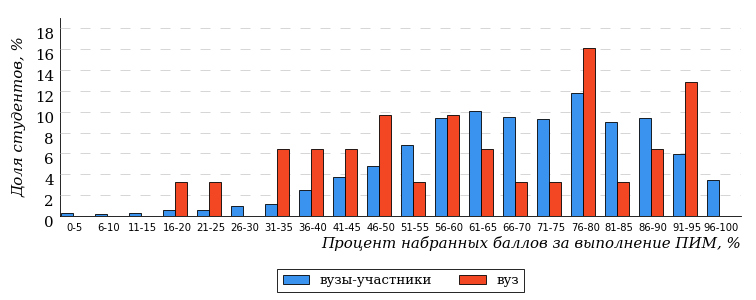 Доля студентов, %
18
16
14
12
10
8
6
4
2
0
0-5 6-10 11-15 16-20 21-25 26-30 31-35 36-40 41-45 46-50 51-55 56-60 61-65 66-70 71-75 76-80 81-85 86-90 91-95 96-100
Процент набранных баллов за выполнение ПИМ, %
вузы-участники вуз